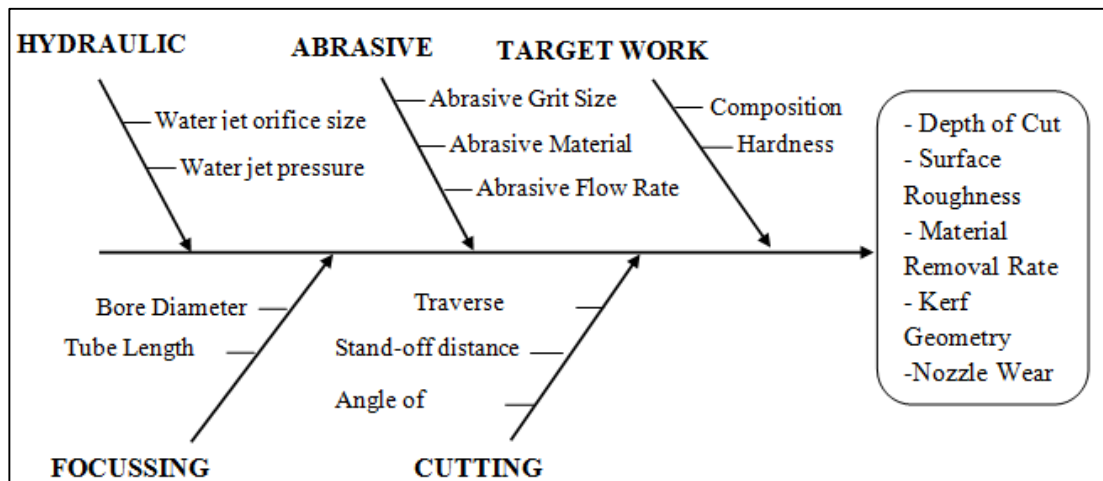 HYDRAULIC
ABRASIVE
TARGET WORK
Water jet orifice size
Water jet pressure
Abrasive Grit Size
Abrasive Material
Abrasive Flow Rate
Composition
Hardness
- Depth of Cut
- Surface
Roughness
- Material
Removal Rate
- Kerf
Geometry
-Nozzle Wear
Bore Diameter
Tube Length
Traverse
Stand-off distance
Angle of
FOCUSSING
CUTTING